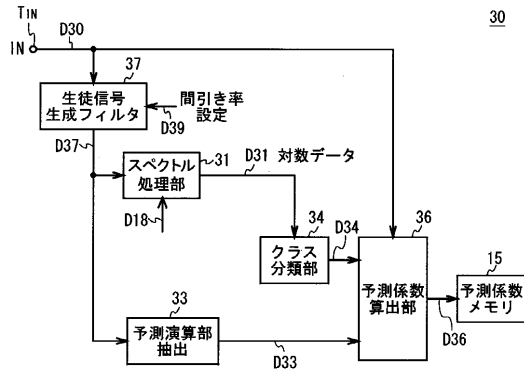 TIN
IN
D30
30
37
生徒信号
生成フィルタ
間引き率
設定
D39
D37
スペクトル
処理部
31
D31 対数データ
D18
34
クラス
分類部
D34
36
予測係数
算出部
15
予測係数
メモリ
D36
33
予測演算部
抽出
D33